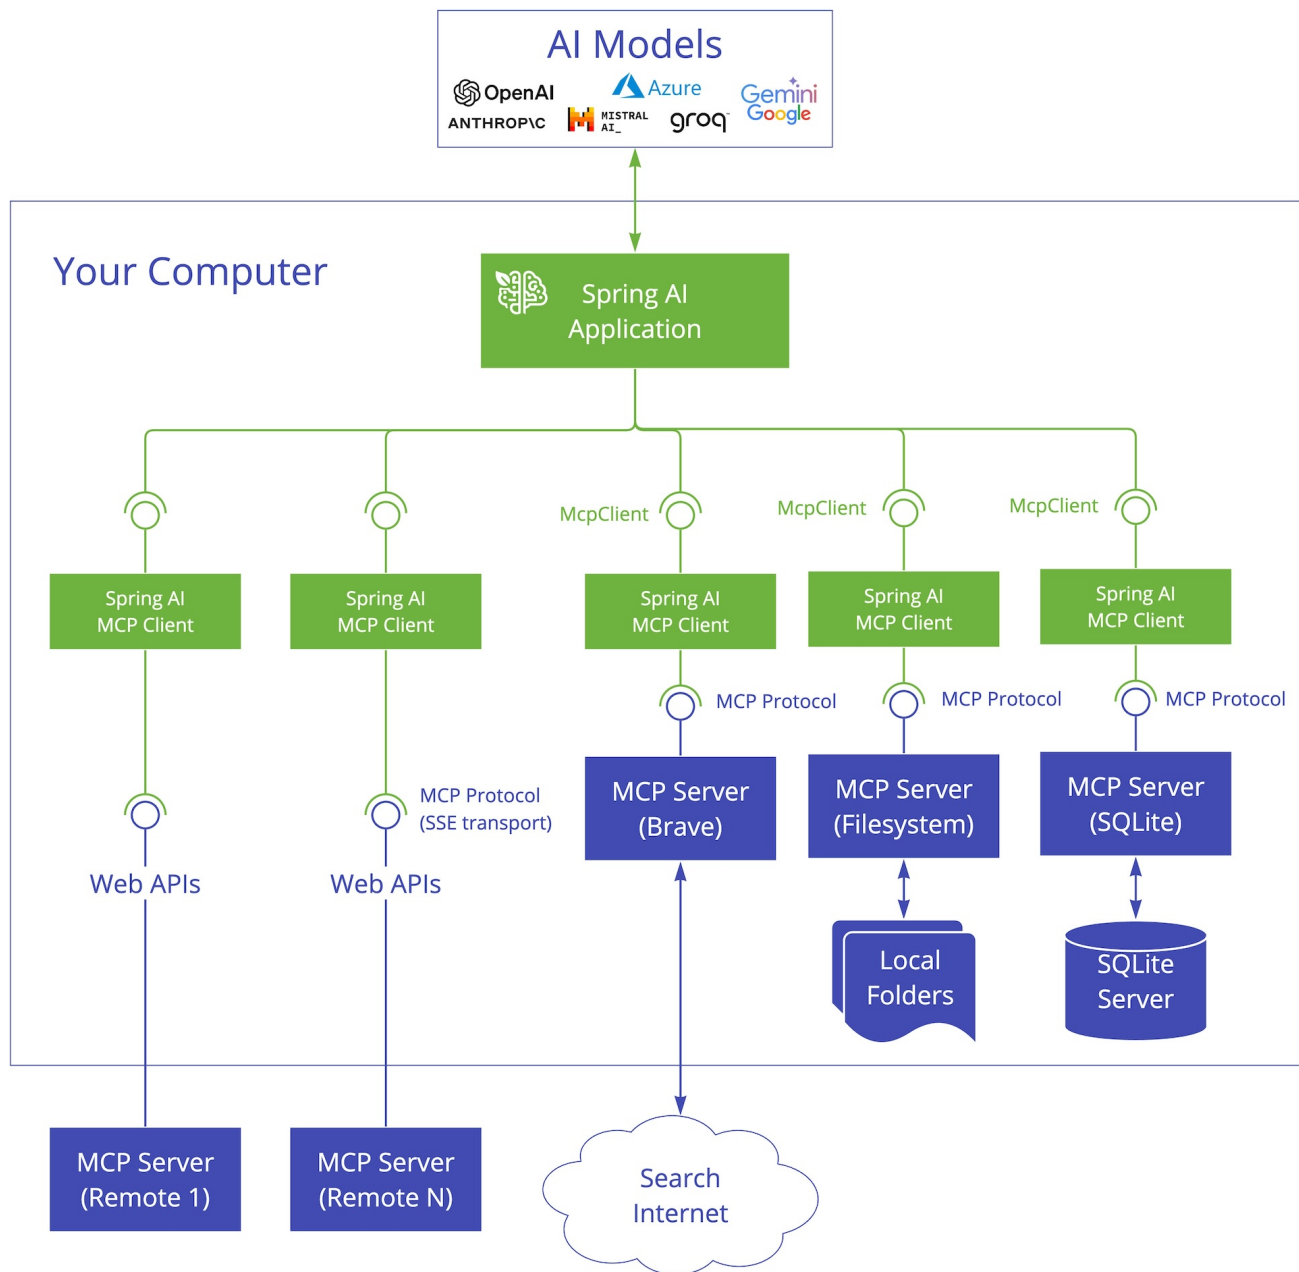 AI Models
OpenAI
Azure
Gemini
Google
ANTHROP\C
MISTRAL
AI_
groq
Your Computer
Spring AI
Application
McpClient
McpClient
McpClient
Spring AI
MCP Client
Spring AI
MCP Client
Spring AI
MCP Client
Spring AI
MCP Client
Spring AI
MCP Client
MCP Protocol
MCP Protocol
MCP Protocol
MCP Protocol
(SSE transport)
MCP Server
(Brave)
MCP Server
(Filesystem)
MCP Server
(SQLite)
Web APIs
Web APIs
Local
Folders
SQLite
Server
MCP Server
(Remote 1)
MCP Server
(Remote N)
Search
Internet